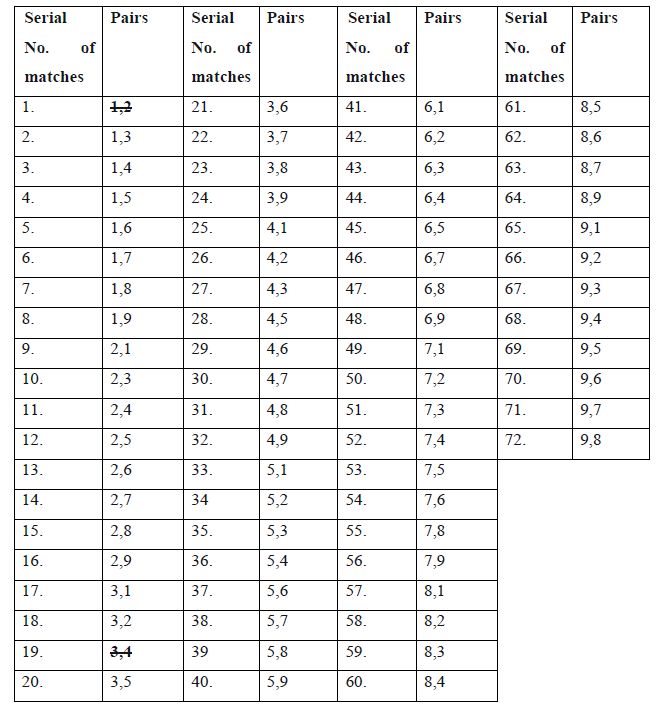 Serial Pairs Serial Pairs Serial Pairs Serial Pairs
No. of No. of No. of No. of
matches matches matches matches
1. 1,2 21. 3,6 41. 6,1 61. 8,5
2. 1,3 22. 3,7 42. 6,2 62. 8,6
3. 1,4 23. 3,8 43. 6,3 63. 8,7
4. 1,5 24. 3,9 44. 6,4 64. 8,9
5. 1,6 25. 4,1 45. 6,5 65. 9,1
6. 1,7 26. 4,2 46. 6,7 66. 9,2
7. 1,8 27. 4,3 47. 6,8 67. 9,3
8. 1,9 28. 4,5 48. 6,9 68. 9,4
9. 2,1 29. 4,6 49. 7,1 69. 9,5
10. 2,3 30. 4,7 50. 7,2 70. 9,6
11. 2,4 31. 4,8 51. 7,3 71. 9,7
12. 2,5 32. 4,9 52. 7,4 72. 9,8
13. 2,6 33. 5,1 53. 7,5
14. 2,7 34 5,2 54. 7,6
15. 2,8 35. 5,3 55. 7,8
16. 2,9 36. 5,4 56. 7,9
17. 3,1 37. 5,6 57. 8,1
18. 3,2 38. 5,7 58. 8,2
19. 3,4 39 5,8 59. 8,3
20. 3,5 40. 5,9 60. 8,4